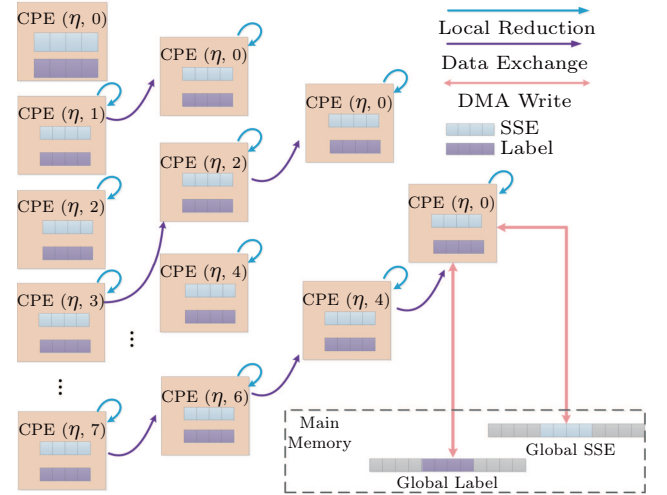 CPE (η, 0)
CPE (η, 1)
CPE (η, 2)
CPE (η, 3)
...
CPE (η, 7)
CPE (η, 0)
CPE (η, 2)
CPE (η, 4)
...
CPE (η, 6)
CPE (η, 0)
CPE (η, 4)
CPE (η, 0)
Local Reduction
Data Exchange
DMA Write
SSE
Label
Main
Memory
Global SSE
Global Label